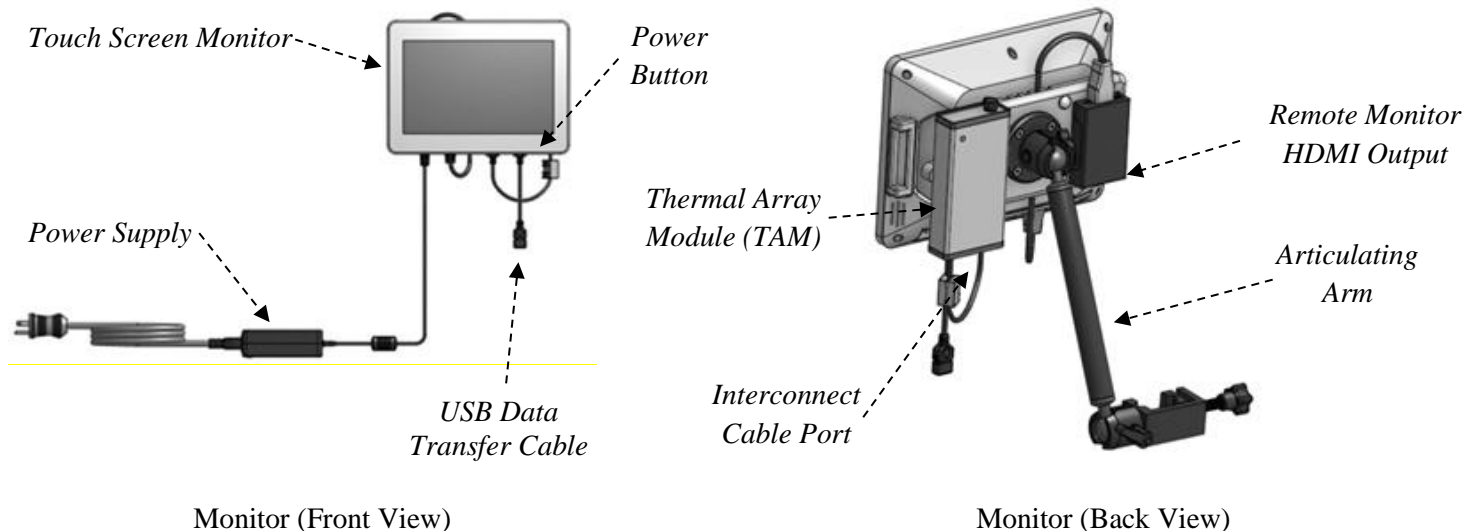 Touch Screen Monitor
Power
Button
Power Supply
USB Data
Transfer Cable
Monitor (Front View)
Remote Monitor
HDMI Output
Thermal Array
Module (TAM)
Articulating
Arm
Interconnect
Cable Port
Monitor (Back View)